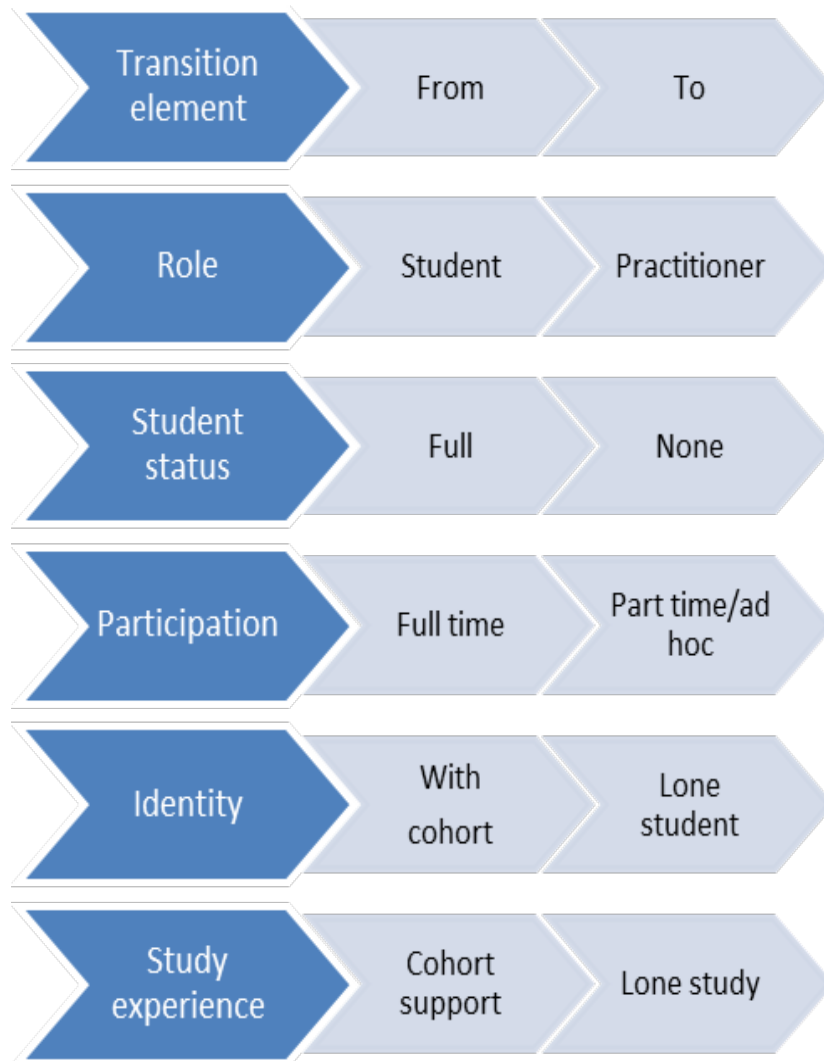 Transition
element
From
To
Role
Student
Practitioner
Student
status
Full
None
Participation
Full time
Part time/ad
hoc
Identity
With
cohort
Lone
student
Study
experience
Cohort
support
Lone study